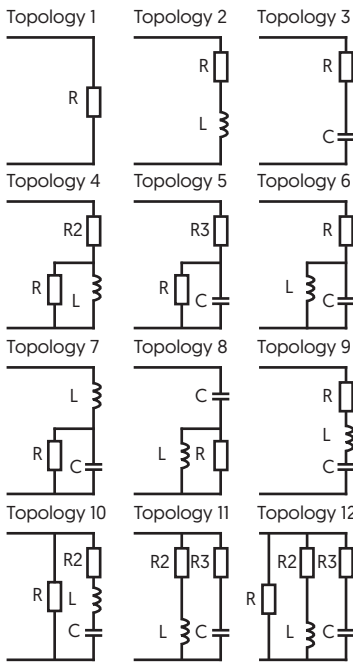 Topology 1
R
Topology 2
R
L
Topology 3
R
C
Topology 4
R2
R
L
Topology 5
R3
R
C
Topology 6
R
L
C
Topology 7
L
R
C
Topology 8
C
L
R
Topology 9
R
L
C
Topology 10
R2
R
L
C
Topology 11
R2
R3
L
C
Topology 12
R2
R3
R
L
C